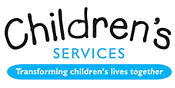 Children's
SERVICES
Transforming children's lives together